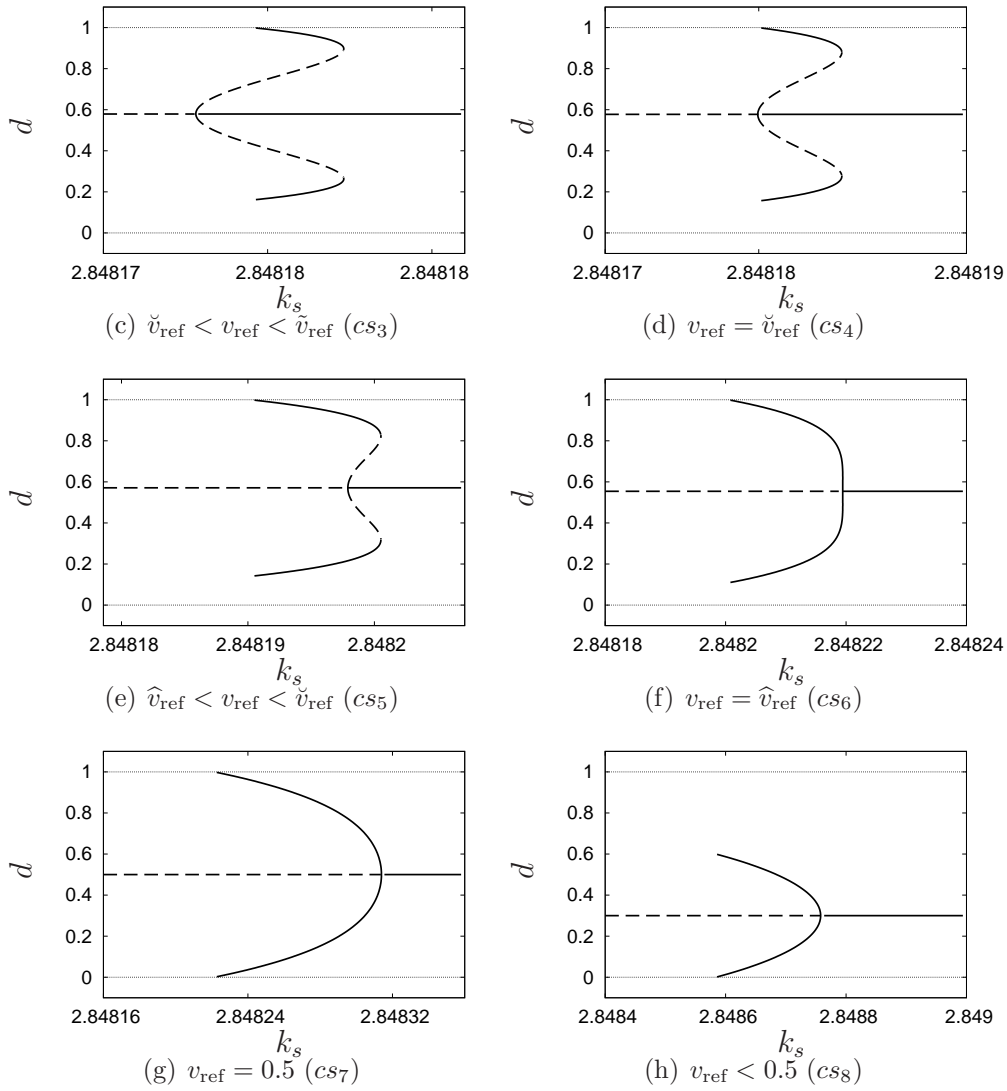 1
0.8
0.6
0.4
0.2
0
d
2.84817 2.84818 2.84818
k_s
(c) v̆_ref < v_ref < ṽ_ref (cs_3)
1
0.8
0.6
0.4
0.2
0
d
2.84817 2.84818 2.84819
k_s
(d) v_ref = v̆_ref (cs_4)
1
0.8
0.6
0.4
0.2
0
d
2.84818 2.84819 2.8482
k_s
(e) v̂_ref < v_ref < v̆_ref (cs_5)
1
0.8
0.6
0.4
0.2
0
d
2.84818 2.8482 2.84822 2.84824
k_s
(f) v_ref = v̂_ref (cs_6)
1
0.8
0.6
0.4
0.2
0
d
2.84816 2.84824 2.84832
k_s
(g) v_ref = 0.5 (cs_7)
1
0.8
0.6
0.4
0.2
0
d
2.8484 2.8486 2.8488 2.849
k_s
(h) v_ref < 0.5 (cs_8)